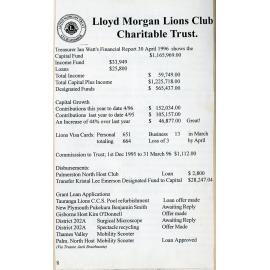 Lloyd Morgan Lions Club
Charitable Trust.
Treasurer Ian Watt's Financial Report 30 April 1996 shows the
Capital Fund $1,165,969.00
Income Fund $33,949
Loans $25,800
Total Income $ 59,749.00
Total Capital Plus Income $1,225,718.00
Designated Funds $ 565,437.00
Capital Growth
Contributions this year to date 4/96 $ 152,034.00
Contributions last year to date 4/95 $ 105,157.00
An Increase of 44% over last year $ 46,877.00 Great!
Lions Visa Cards: Personal 651 Business 13 in March
totaling 664 Loss of 3 by April
Commission to Trust; 1st Dec 1995 to 31 March 96 $1,112.00
Disbursements:
Palmerston North Host Club Loan $ 2,800
Transfer Kristal Lee Emerson Designated Fund to Capital $28,247.04
Grant/Loan Applications
Tauranga Lions C.C.S. Pool refurbishment Loan offer made
New Plymouth Pukekura Benjamin Smith Awaiting Reply
Gisborne Host Kim O'Donnell Offer made
District 202A Surgical Microscope Awaiting Reply
District 202A Spectacle recycling Offer made
Thames Valley Mobility Scooter
Palm. North Host Mobility Scooter Loan Approved
(Via Trustee Jack Brasthwaite)
8